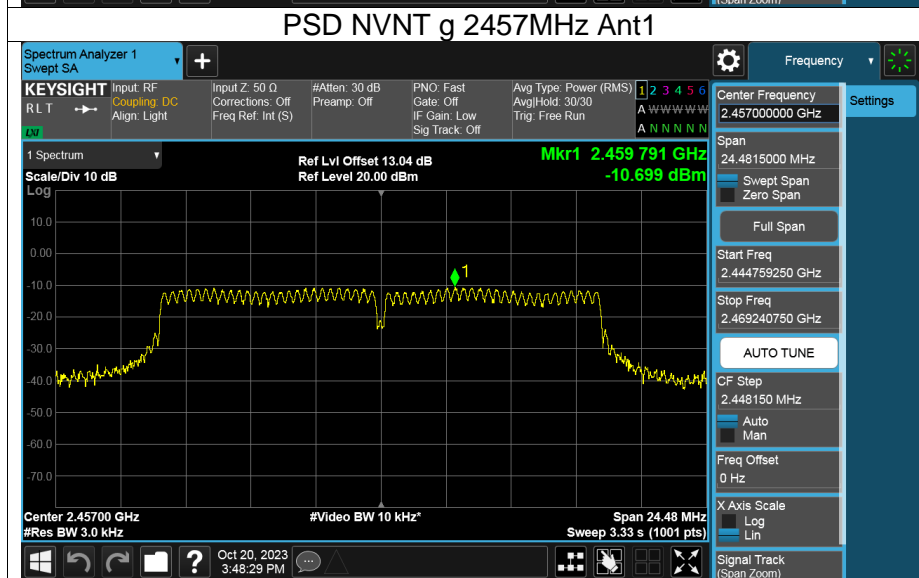 (Span Zoom)
PSD NVNT g 2457MHz Ant1
Spectrum Analyzer 1
Swept SA
+
Frequency
KEYSIGHT
Input: RF
Input Z: 50 Ω
#Atten: 30 dB
PNO: Fast
Avg Type: Power (RMS)
1 2 3 4 5 6
R L T
Coupling: DC
Corrections: Off
Preamp: Off
Gate: Off
Avg|Hold: 30/30
A W W W W W
Align: Light
Freq Ref: Int (S)
IF Gain: Low
Trig: Free Run
Sig Track: Off
A N N N N N
LXI
Center Frequency
2.457000000 GHz
Settings
1 Spectrum
Scale/Div 10 dB
Ref Lvl Offset 13.04 dB
Ref Level 20.00 dBm
Mkr1 2.459 791 GHz
-10.699 dBm
Span
24.4815000 MHz
Swept Span
Zero Span
Full Span
Start Freq
2.444759250 GHz
Stop Freq
2.469240750 GHz
AUTO TUNE
CF Step
2.448150 MHz
Auto
Man
Freq Offset
0 Hz
X Axis Scale
Log
Lin
Signal Track
(Span Zoom)
Log
10.0
0.00
-10.0
-20.0
-30.0
-40.0
-50.0
-60.0
-70.0
1
Center 2.45700 GHz
#Video BW 10 kHz*
Span 24.48 MHz
#Res BW 3.0 kHz
Sweep 3.33 s (1001 pts)
?
Oct 20, 2023
3:48:29 PM